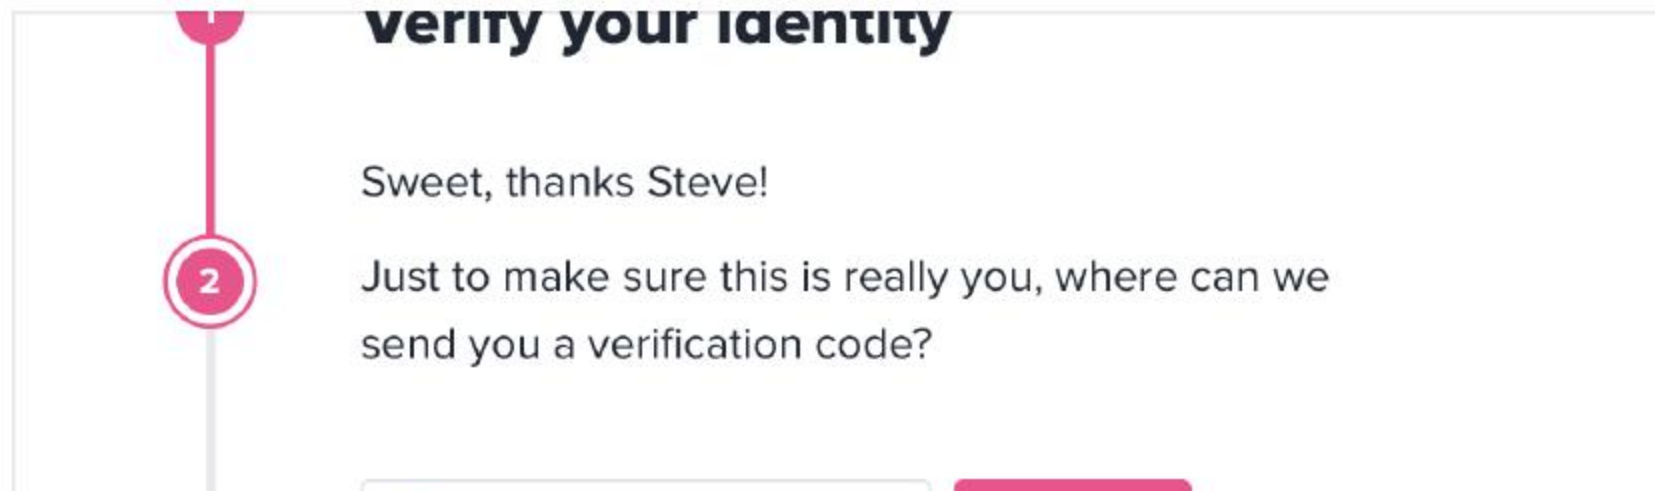 Verify your identity
Sweet, thanks Steve!
2
Just to make sure this is really you, where can we
send you a verification code?